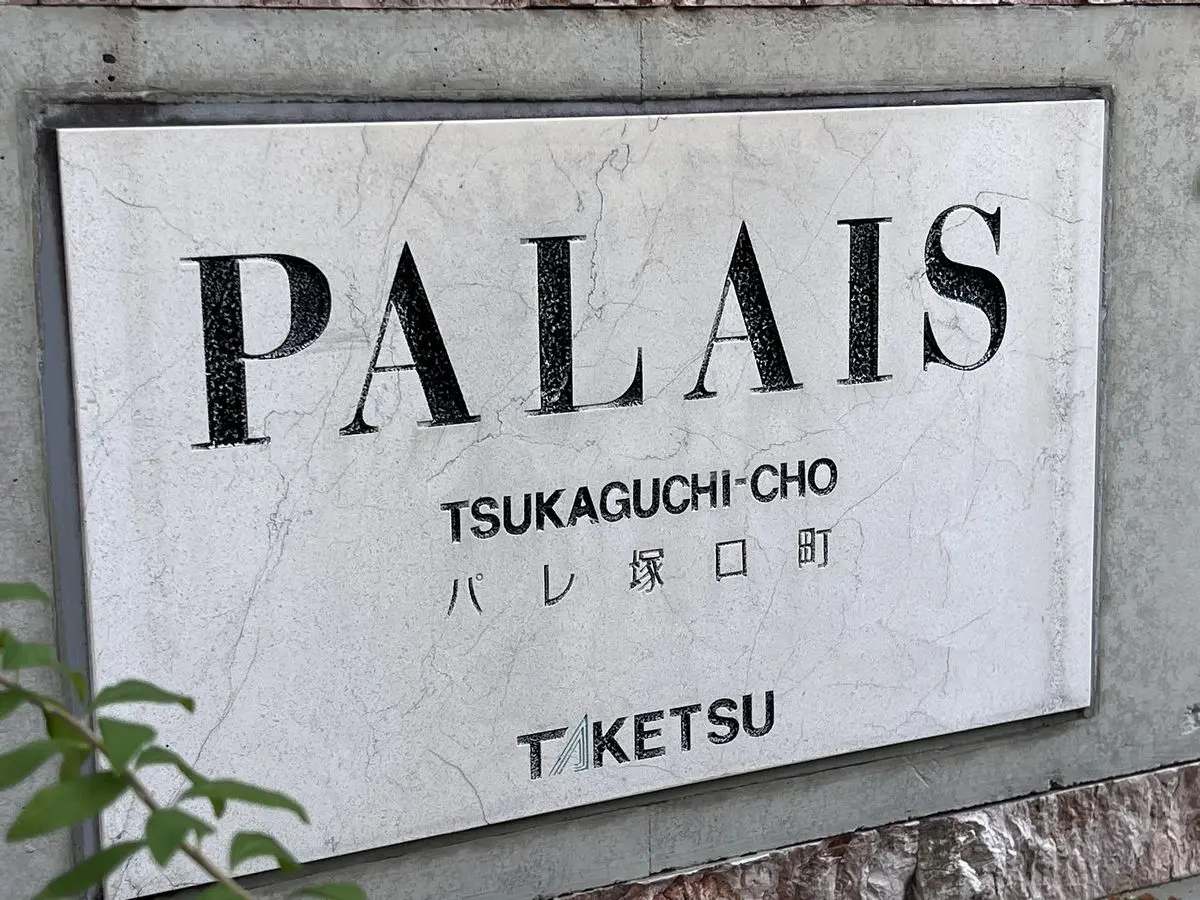 PALAIS
TSUKAGUCHI-CHO
パレ塚口町
TAKETSU